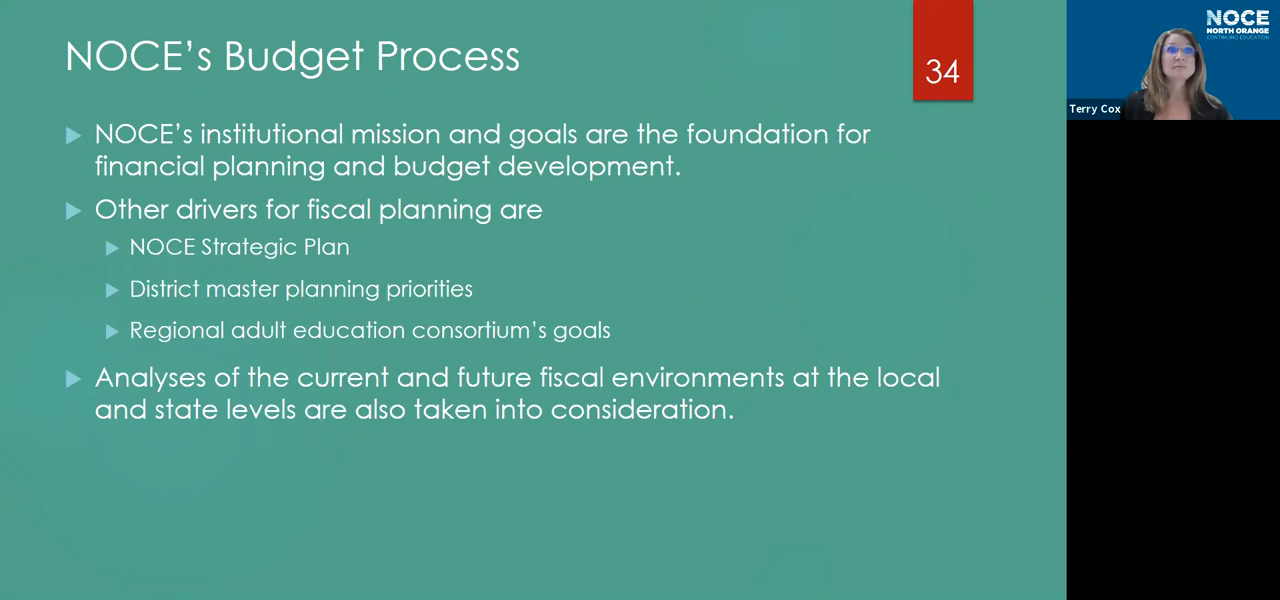 NOCE's Budget Process
34
NOCE's institutional mission and goals are the foundation for
financial planning and budget development.
Other drivers for fiscal planning are
NOCE Strategic Plan
District master planning priorities
Regional adult education consortium's goals
Analyses of the current and future fiscal environments at the local
and state levels are also taken into consideration.
NOCE
NORTH ORANGE
CONTINUING EDUCATION
Terry Cox